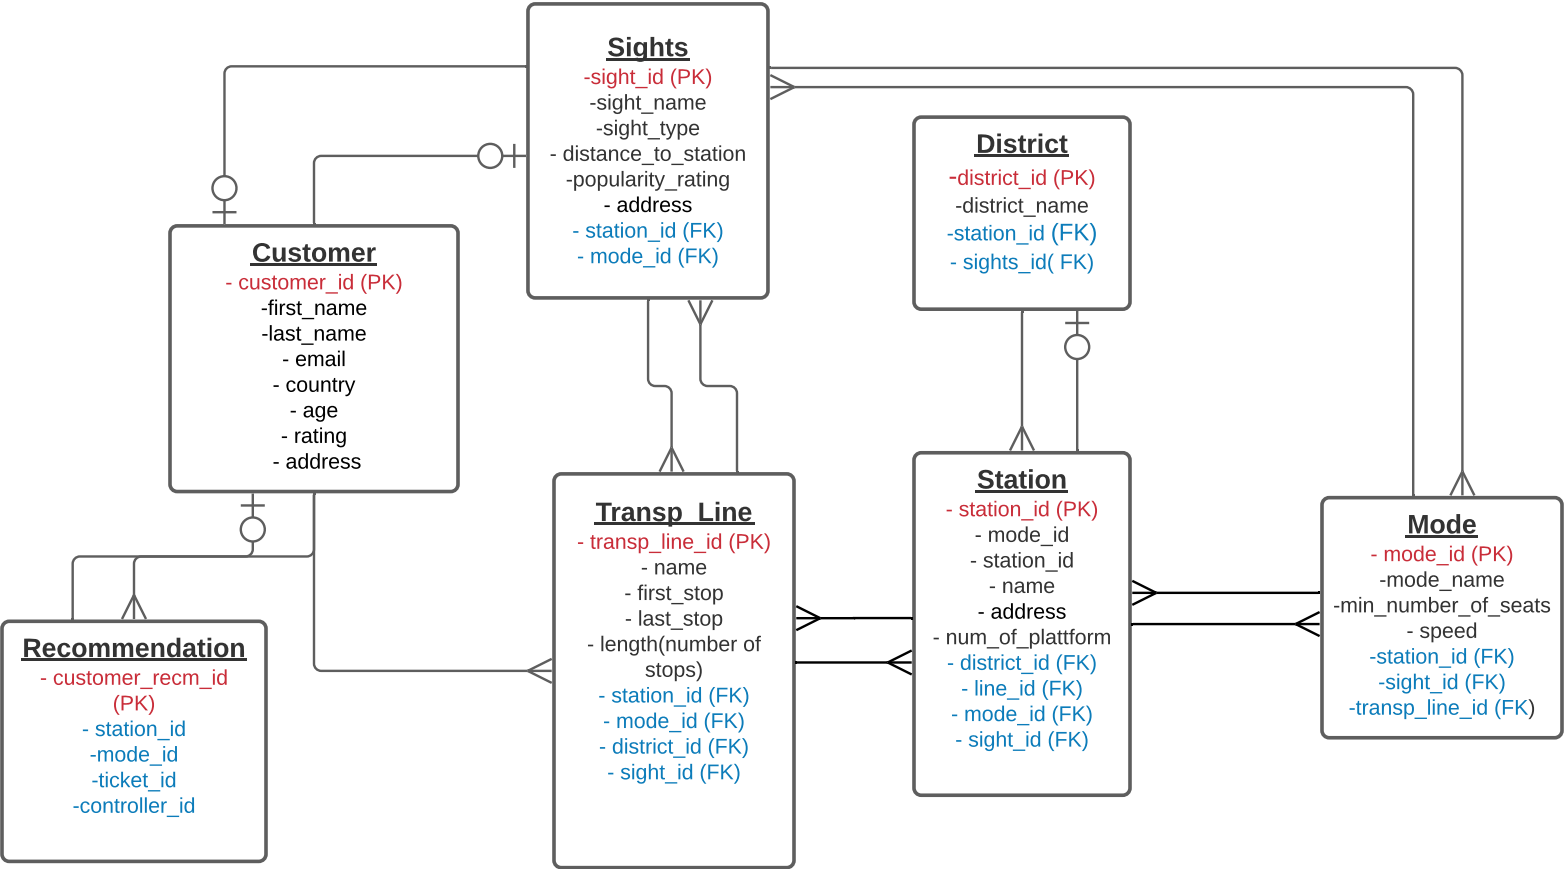 Sights
-sight_id (PK)
-sight_name
-sight_type
- distance_to_station
-popularity_rating
- address
- station_id (FK)
- mode_id (FK)
District
-district_id (PK)
-district_name
-station_id (FK)
- sights_id( FK)
Customer
- customer_id (PK)
-first_name
-last_name
- email
- country
- age
- rating
- address
Transp_Line
- transp_line_id (PK)
- name
- first_stop
- last_stop
- length(number of
stops)
- station_id (FK)
- mode_id (FK)
- district_id (FK)
- sight_id (FK)
Station
- station_id (PK)
- mode_id
- station_id
- name
- address
- num_of_plattform
- district_id (FK)
- line_id (FK)
- mode_id (FK)
- sight_id (FK)
Mode
- mode_id (PK)
-mode_name
-min_number_of_seats
- speed
-station_id (FK)
-sight_id (FK)
-transp_line_id (FK)
Recommendation
- customer_recm_id
(PK)
- station_id
-mode_id
-ticket_id
-controller_id